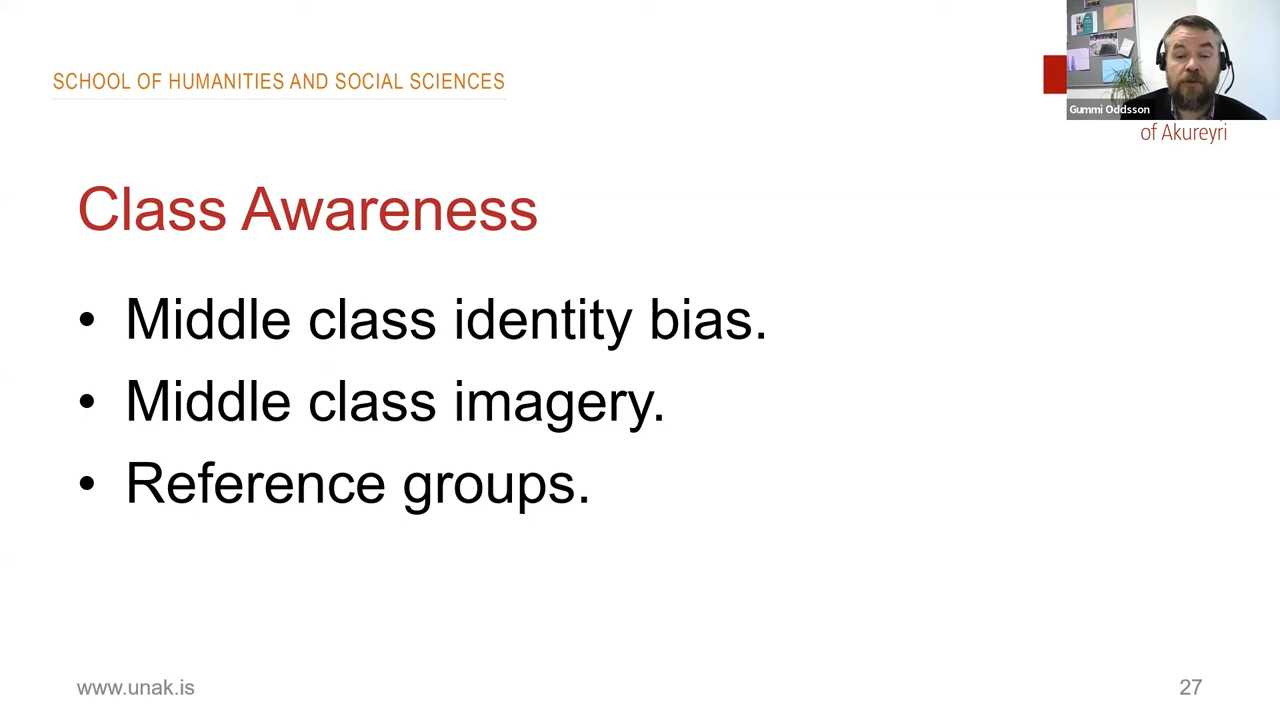 SCHOOL OF HUMANITIES AND SOCIAL SCIENCES
Gummi Oddsson
of Akureyri
Class Awareness
• Middle class identity bias.
• Middle class imagery.
• Reference groups.
www.unak.is
27